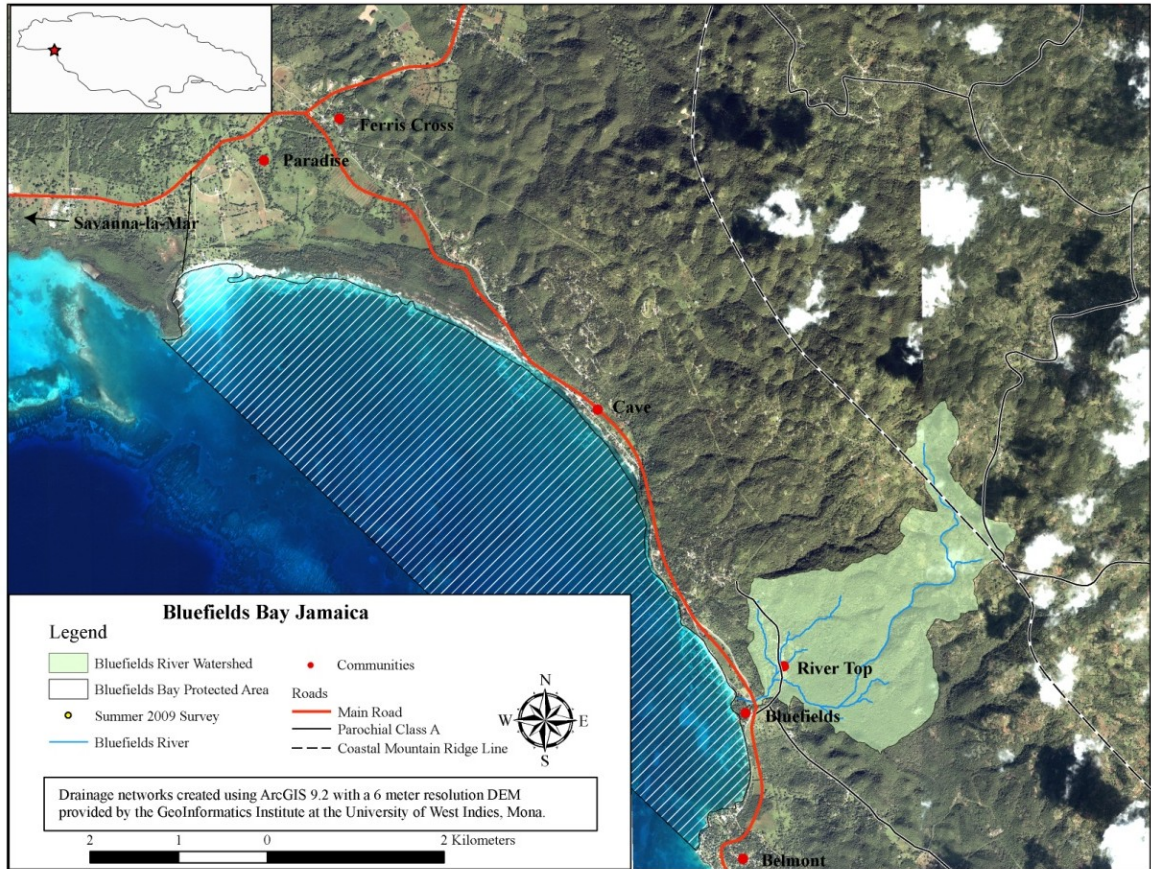 Ferris Cross
Paradise
Savanna-la-Mar
Cave
River Top
Bluefields
Belmont
Bluefields Bay Jamaica
Legend
Bluefields River Watershed
Bluefields Bay Protected Area
Summer 2009 Survey
Bluefields River
Communities
Roads
Main Road
Parochial Class A
Coastal Mountain Ridge Line
N
W E
S
Drainage networks created using ArcGIS 9.2 with a 6 meter resolution DEM
provided by the GeoInformatics Institute at the University of West Indies, Mona.
2 1 0 2 Kilometers